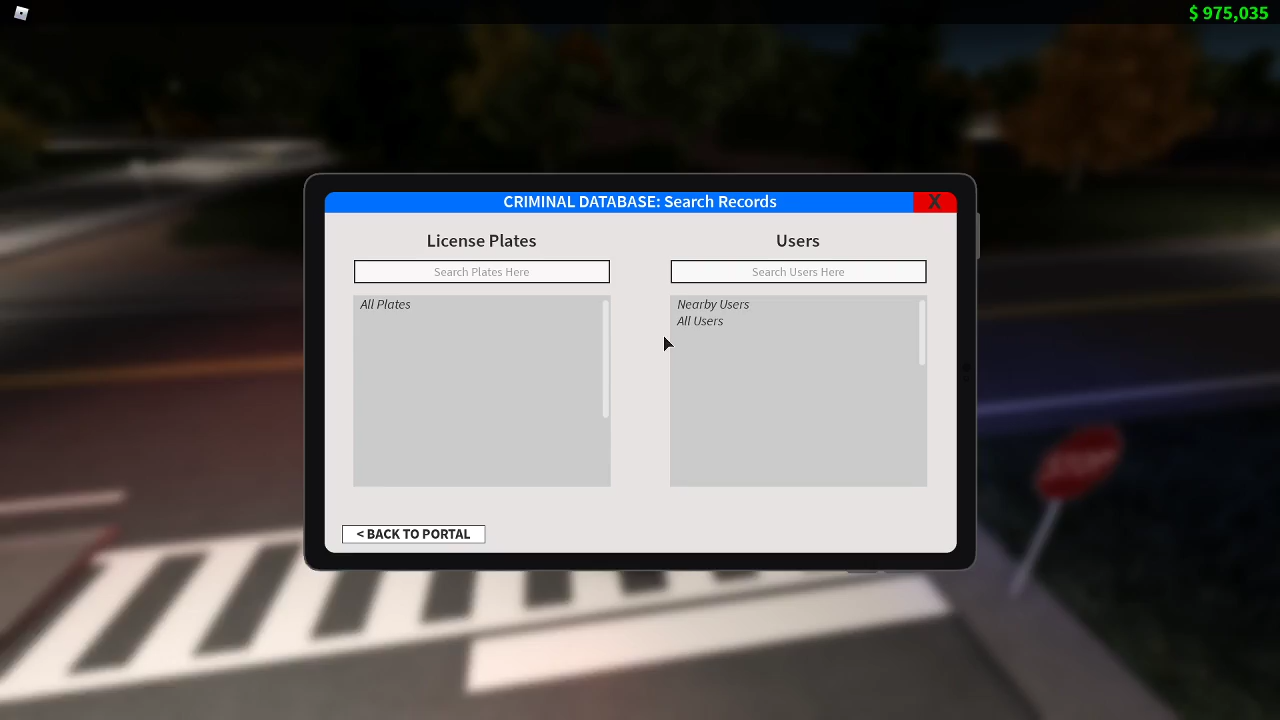 $ 975,035
CRIMINAL DATABASE: Search Records
X
License Plates
Search Plates Here
All Plates
Users
Search Users Here
Nearby Users
All Users
< BACK TO PORTAL
STOP